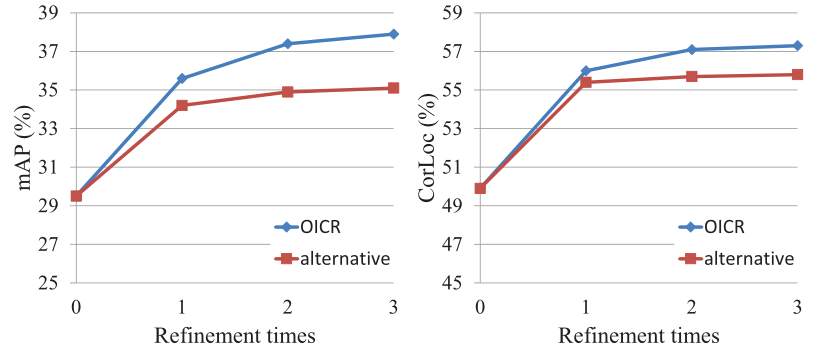 39
37
35
33
31
29
27
25
mAP (%)
0 1 2 3
Refinement times
OICR
alternative
59
57
55
53
51
49
47
45
CorLoc (%)
0 1 2 3
Refinement times
OICR
alternative